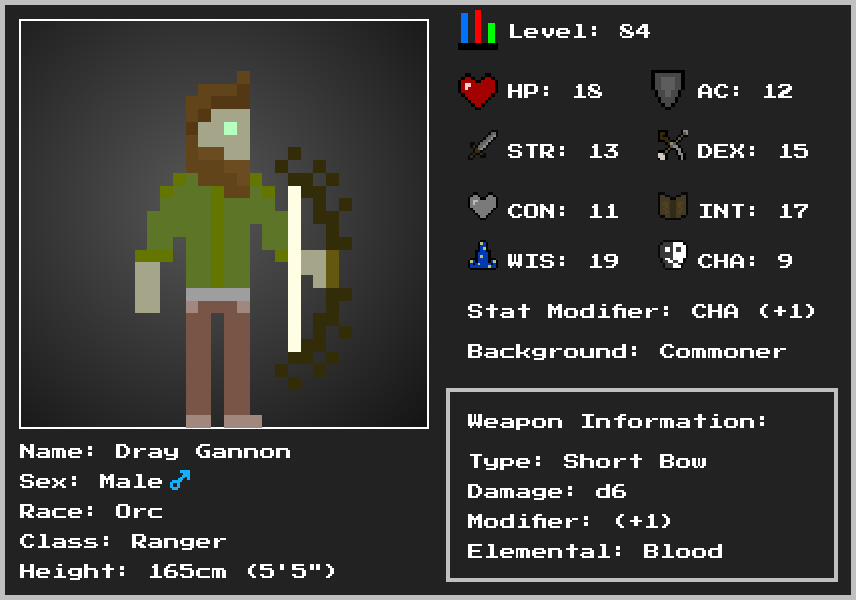 Level: 84
HP: 18 AC: 12
STR: 13 DEX: 15
CON: 11 INT: 17
WIS: 19 CHA: 9
Stat Modifier: CHA (+1)
Background: Commoner
Name: Dray Gannon
Sex: Male ♂
Race: Orc
Class: Ranger
Height: 165cm (5'5")
Weapon Information:
Type: Short Bow
Damage: d6
Modifier: (+1)
Elemental: Blood